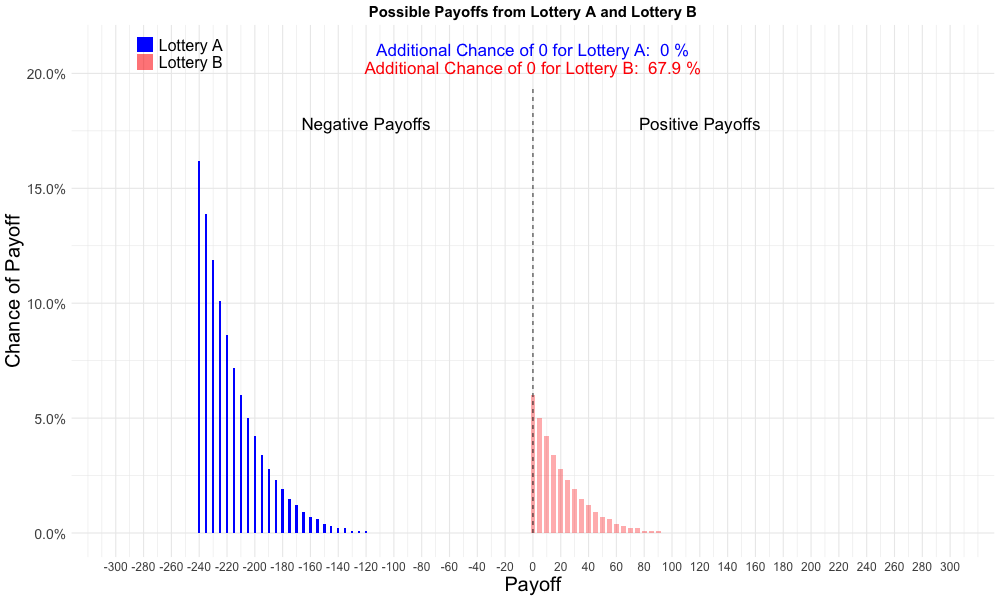 Possible Payoffs from Lottery A and Lottery B
Lottery A
Lottery B
Additional Chance of 0 for Lottery A:  0 %
Additional Chance of 0 for Lottery B:  67.9 %
Negative Payoffs
Positive Payoffs
Chance of Payoff
20.0%
15.0%
10.0%
5.0%
0.0%
-300 -280 -260 -240 -220 -200 -180 -160 -140 -120 -100 -80 -60 -40 -20 0 20 40 60 80 100 120 140 160 180 200 220 240 260 280 300
Payoff